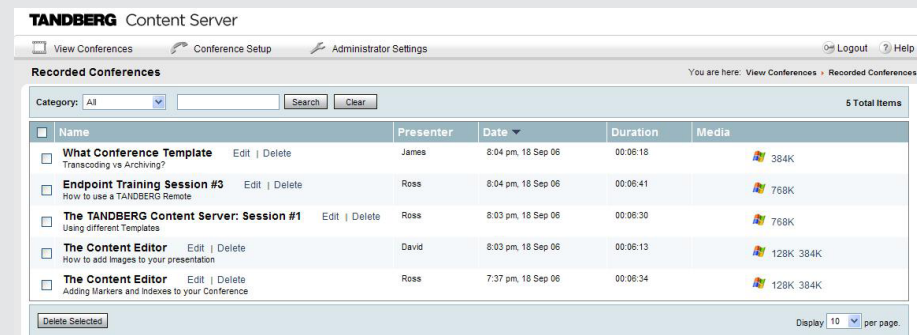 TANDBERG Content Server
View Conferences Conference Setup Administrator Settings Logout ? Help
Recorded Conferences You are here: View Conferences › Recorded Conferences
Category: All Search Clear 5 Total Items
Name Presenter Date Duration Media
What Conference Template Edit | Delete James 8:04 pm, 18 Sep 06 00:06:18 384K
Transcoding vs Archiving?
Endpoint Training Session #3 Edit | Delete Ross 8:04 pm, 18 Sep 06 00:06:41 768K
How to use a TANDBERG Remote
The TANDBERG Content Server: Session #1 Edit | Delete Ross 8:03 pm, 18 Sep 06 00:06:30 768K
Using different Templates
The Content Editor Edit | Delete David 8:03 pm, 18 Sep 06 00:06:13 128K 384K
How to add Images to your presentation
The Content Editor Edit | Delete Ross 7:37 pm, 18 Sep 06 00:06:34 128K 384K
Adding Markers and Indexes to your Conference
Delete Selected Display 10 per page.